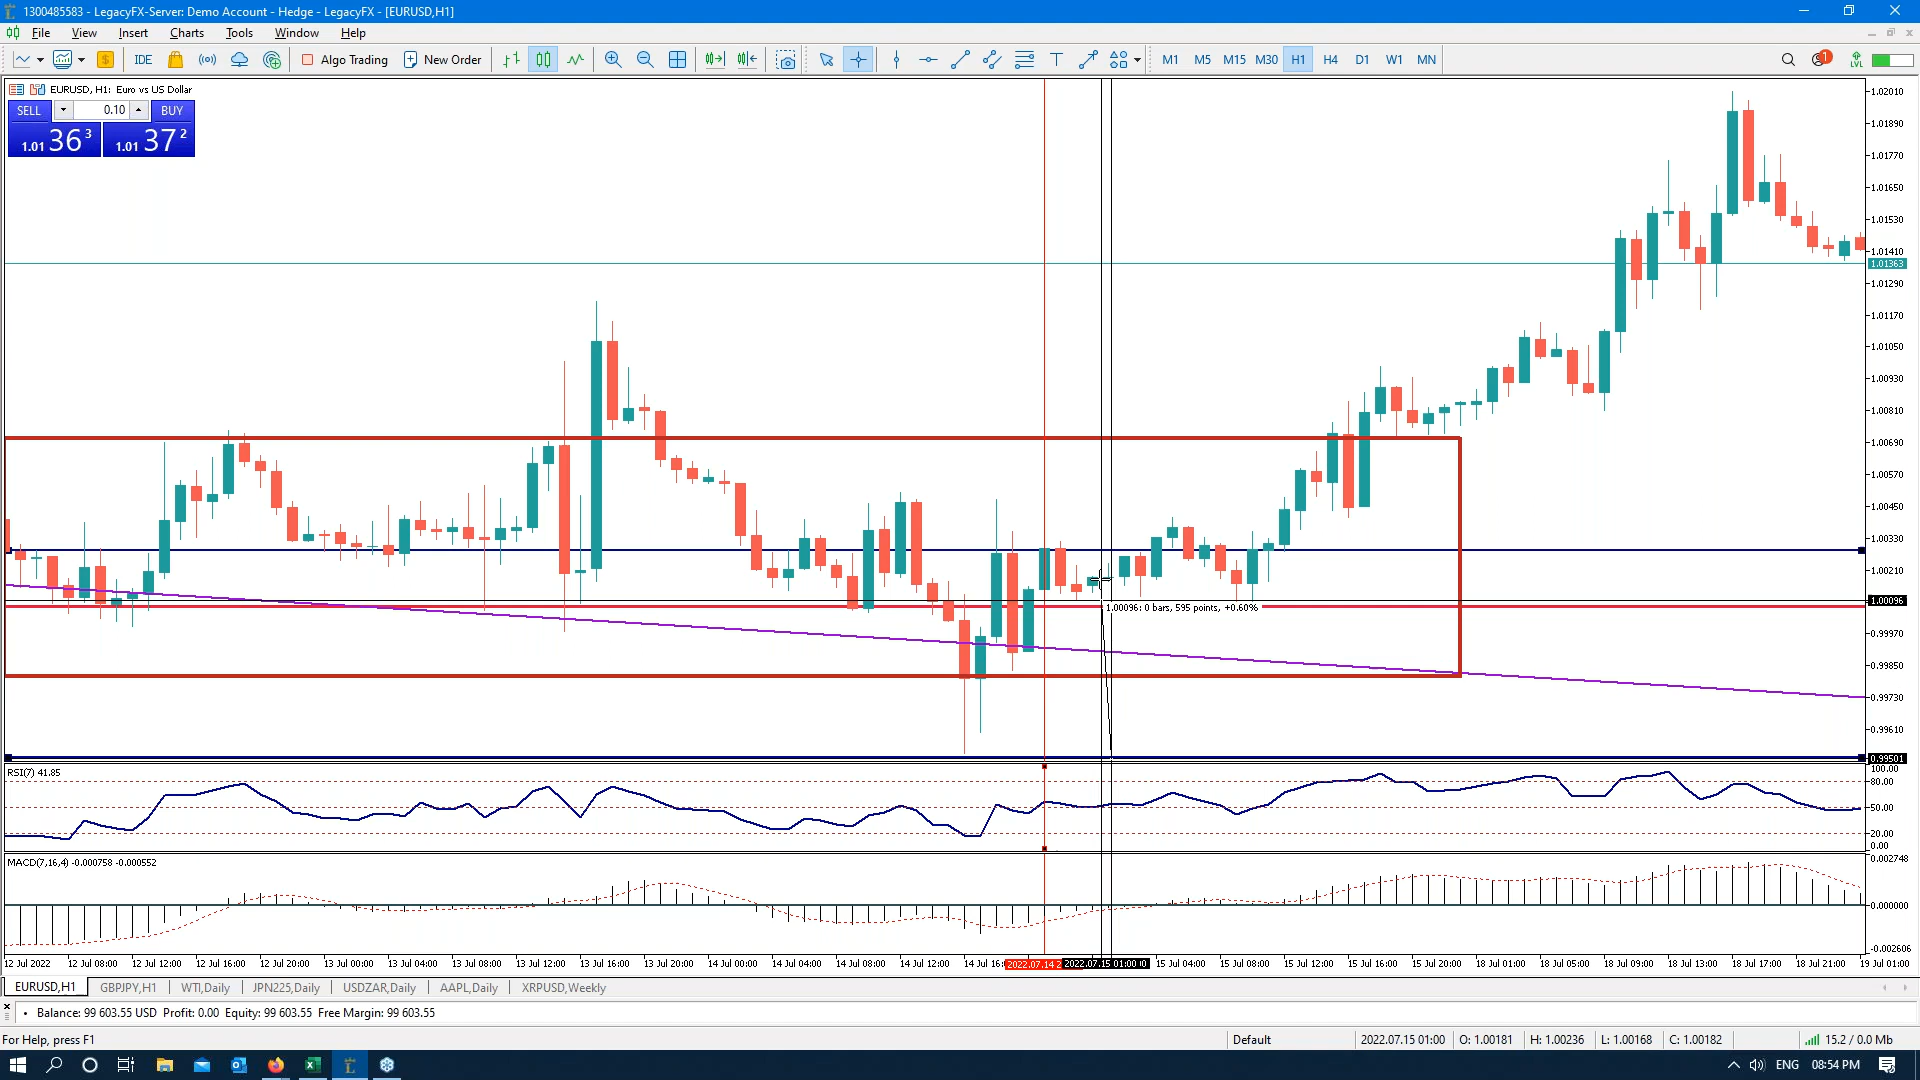 1300485583 - LegacyFX-Server: Demo Account - Hedge - LegacyFX - [EURUSD,H1]
File View Insert Charts Tools Window Help
IDE Algo Trading New Order M1 M5 M15 M30 H1 H4 D1 W1 MN 1 LVL
EURUSD, H1: Euro vs US Dollar
SELL 0.10 BUY
1.01 36 3 1.01 37 2
1.02010
1.01890
1.01770
1.01650
1.01530
1.01410
1.01363
1.01290
1.01170
1.01050
1.00930
1.00810
1.00690
1.00570
1.00450
1.00330
1.00210
1.00096
1.00096: 0 bars, 595 points, +0.60%
0.99970
0.99850
0.99730
0.99610
0.99501
RSI(7) 41.85
100.00
80.00
50.00
20.00
0.00
MACD(7,16,4) -0.000758 -0.000552
0.002748
0.000000
-0.002606
12 Jul 2022 12 Jul 08:00 12 Jul 12:00 12 Jul 16:00 12 Jul 20:00 13 Jul 00:00 13 Jul 04:00 13 Jul 08:00 13 Jul 12:00 13 Jul 16:00 13 Jul 20:00 14 Jul 00:00 14 Jul 04:00 14 Jul 08:00 14 Jul 12:00 14 Jul 16: 2022.07.14 2 2022.07.15 01:00 15 Jul 04:00 15 Jul 08:00 15 Jul 12:00 15 Jul 16:00 15 Jul 20:00 18 Jul 01:00 18 Jul 05:00 18 Jul 09:00 18 Jul 13:00 18 Jul 17:00 18 Jul 21:00 19 Jul 01:00
EURUSD,H1 GBPJPY,H1 WTI,Daily JPN225,Daily USDZAR,Daily AAPL,Daily XRPUSD,Weekly
Balance: 99 603.55 USD Profit: 0.00 Equity: 99 603.55 Free Margin: 99 603.55
For Help, press F1 Default 2022.07.15 01:00 O: 1.00181 H: 1.00236 L: 1.00168 C: 1.00182 15.2 / 0.0 Mb
ENG 08:54 PM